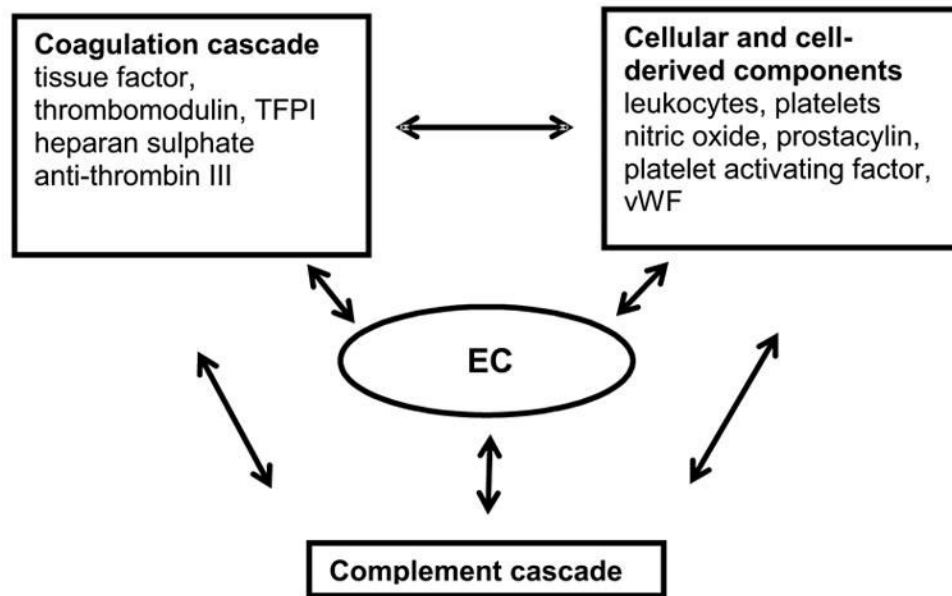 Coagulation cascade
tissue factor,
thrombomodulin, TFPI
heparan sulphate
anti-thrombin III
Cellular and cell-
derived components
leukocytes, platelets
nitric oxide, prostacylin,
platelet activating factor,
vWF
EC
Complement cascade